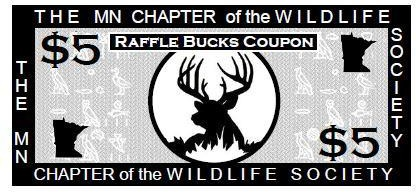 THE MN CHAPTER of the WILDLIFE
SOCIETY
$5
RAFFLE BUCKS COUPON
THE MN
$5
CHAPTER of the WILDLIFE SOCIETY